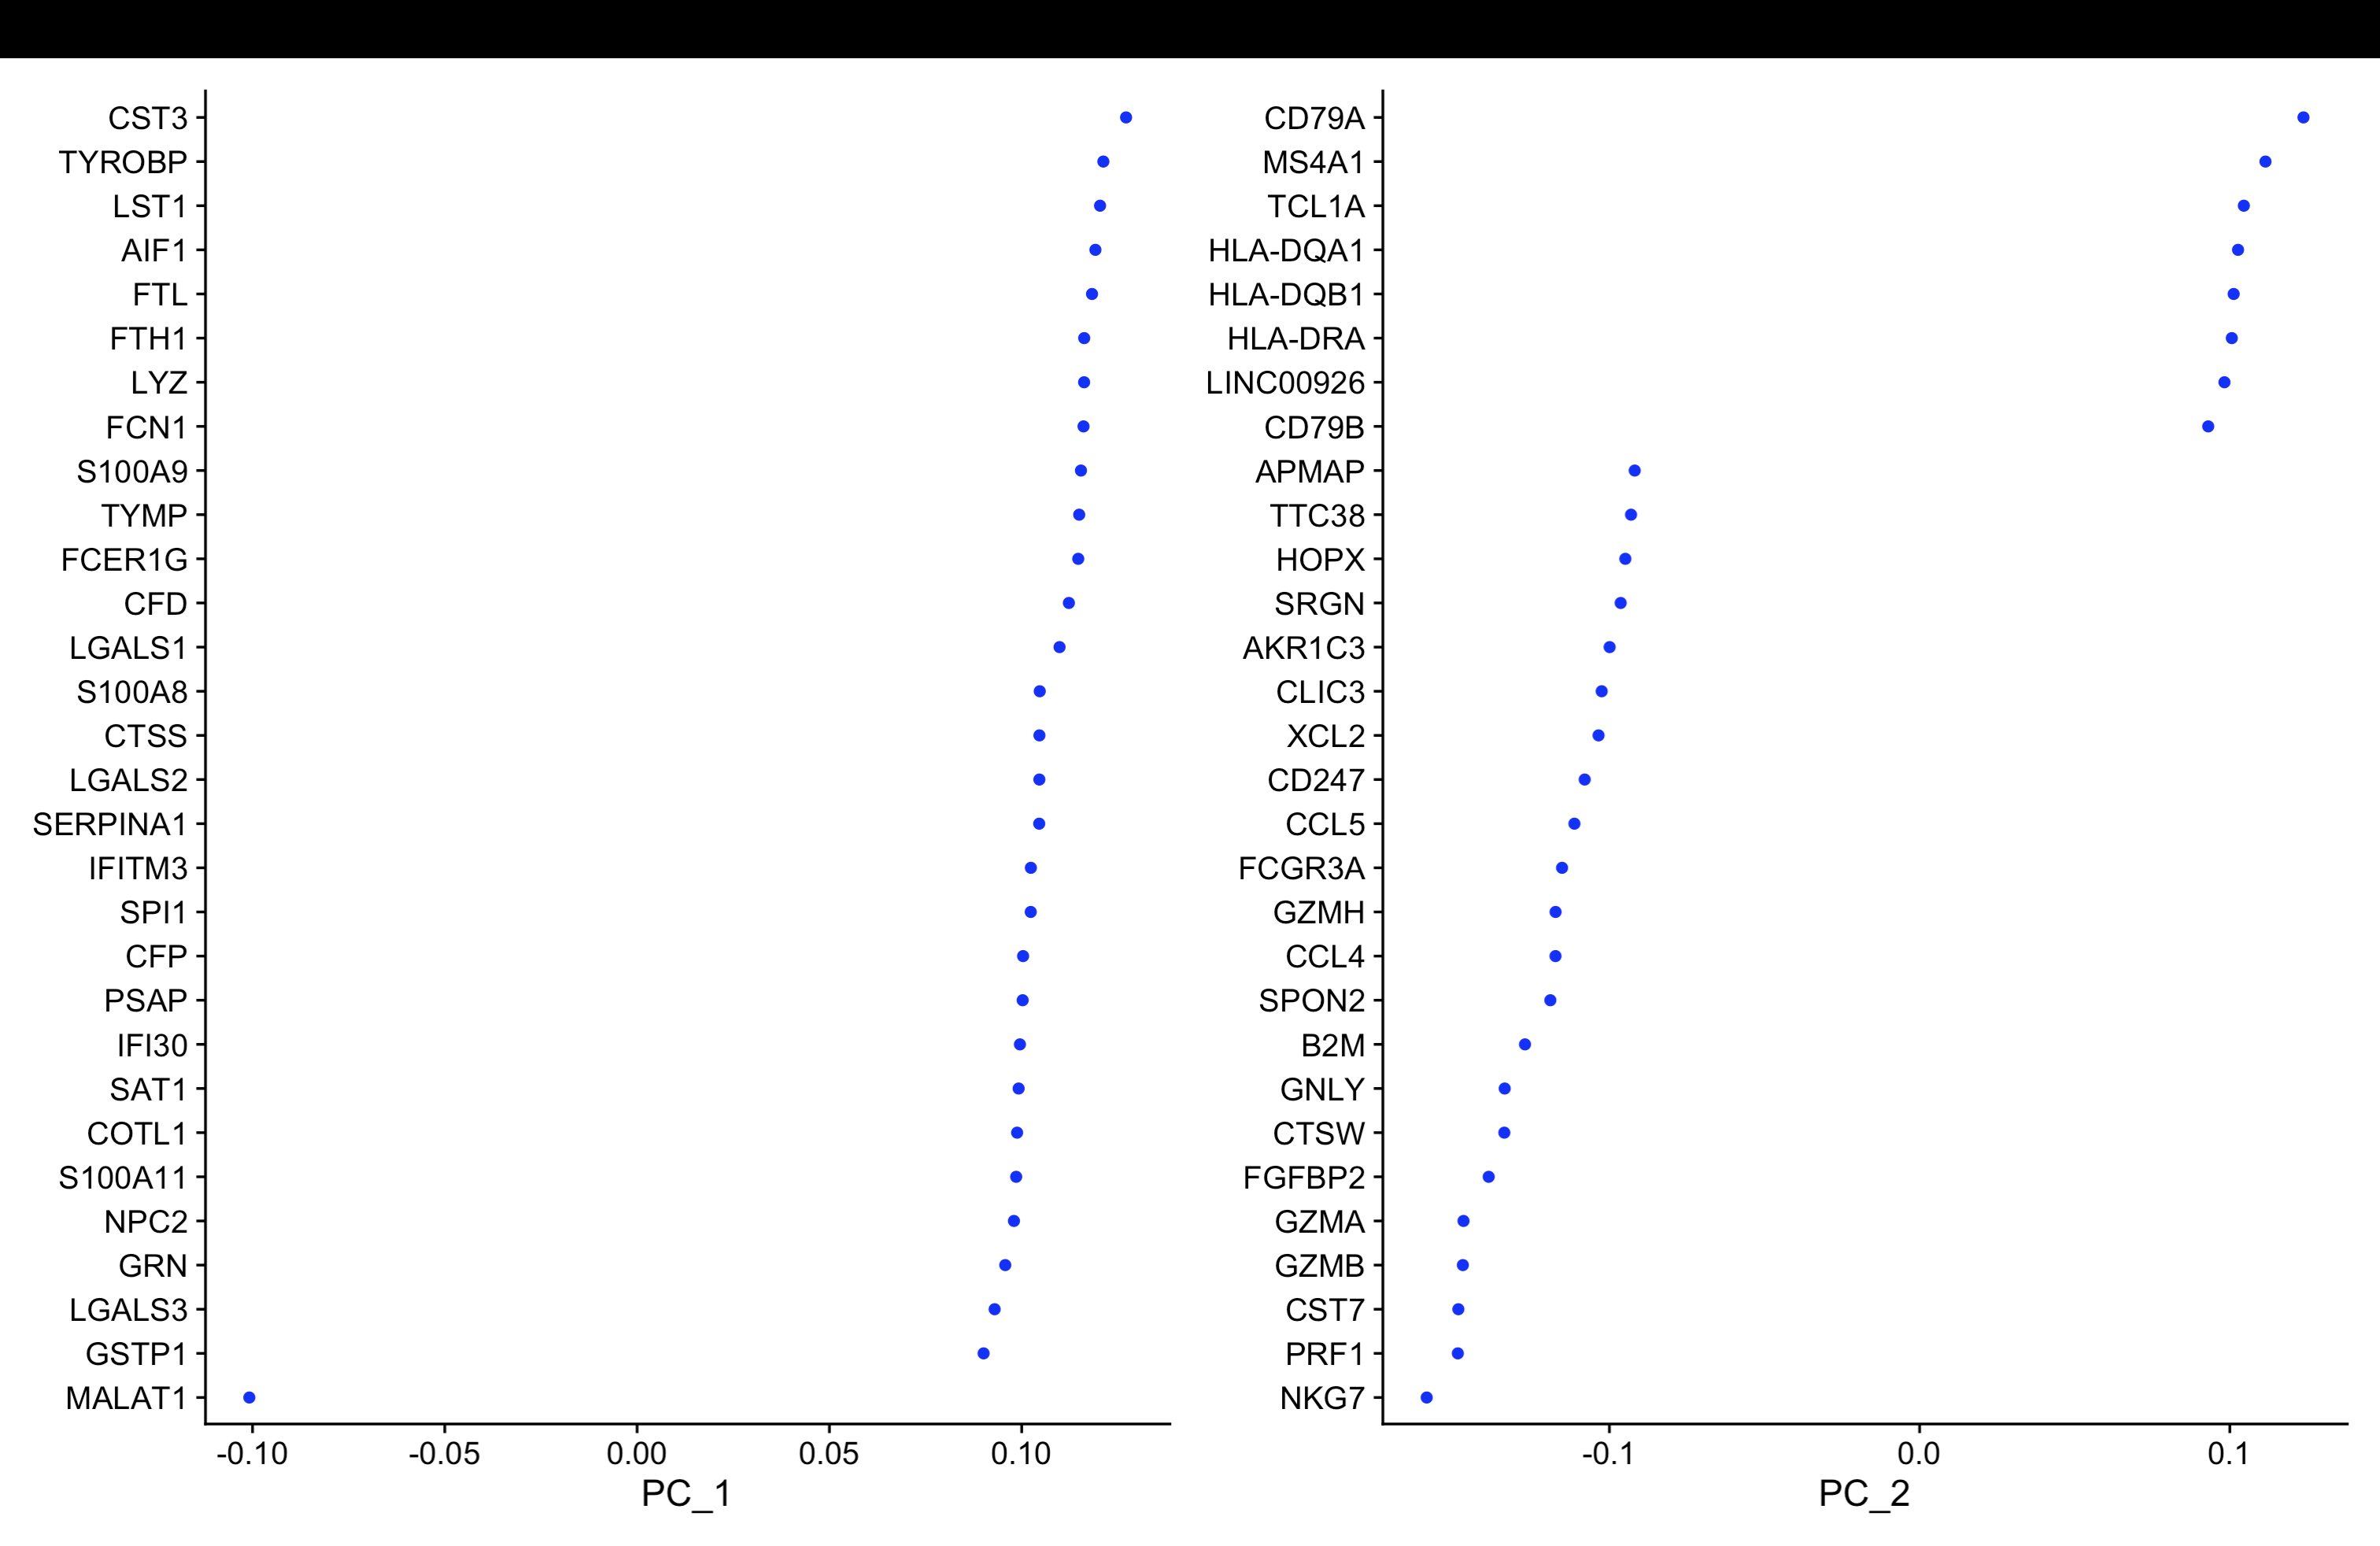 CST3
TYROBP
LST1
AIF1
FTL
FTH1
LYZ
FCN1
S100A9
TYMP
FCER1G
CFD
LGALS1
S100A8
CTSS
LGALS2
SERPINA1
IFITM3
SPI1
CFP
PSAP
IFI30
SAT1
COTL1
S100A11
NPC2
GRN
LGALS3
GSTP1
MALAT1
-0.10 -0.05 0.00 0.05 0.10
PC_1
CD79A
MS4A1
TCL1A
HLA-DQA1
HLA-DQB1
HLA-DRA
LINC00926
CD79B
APMAP
TTC38
HOPX
SRGN
AKR1C3
CLIC3
XCL2
CD247
CCL5
FCGR3A
GZMH
CCL4
SPON2
B2M
GNLY
CTSW
FGFBP2
GZMA
GZMB
CST7
PRF1
NKG7
-0.1 0.0 0.1
PC_2